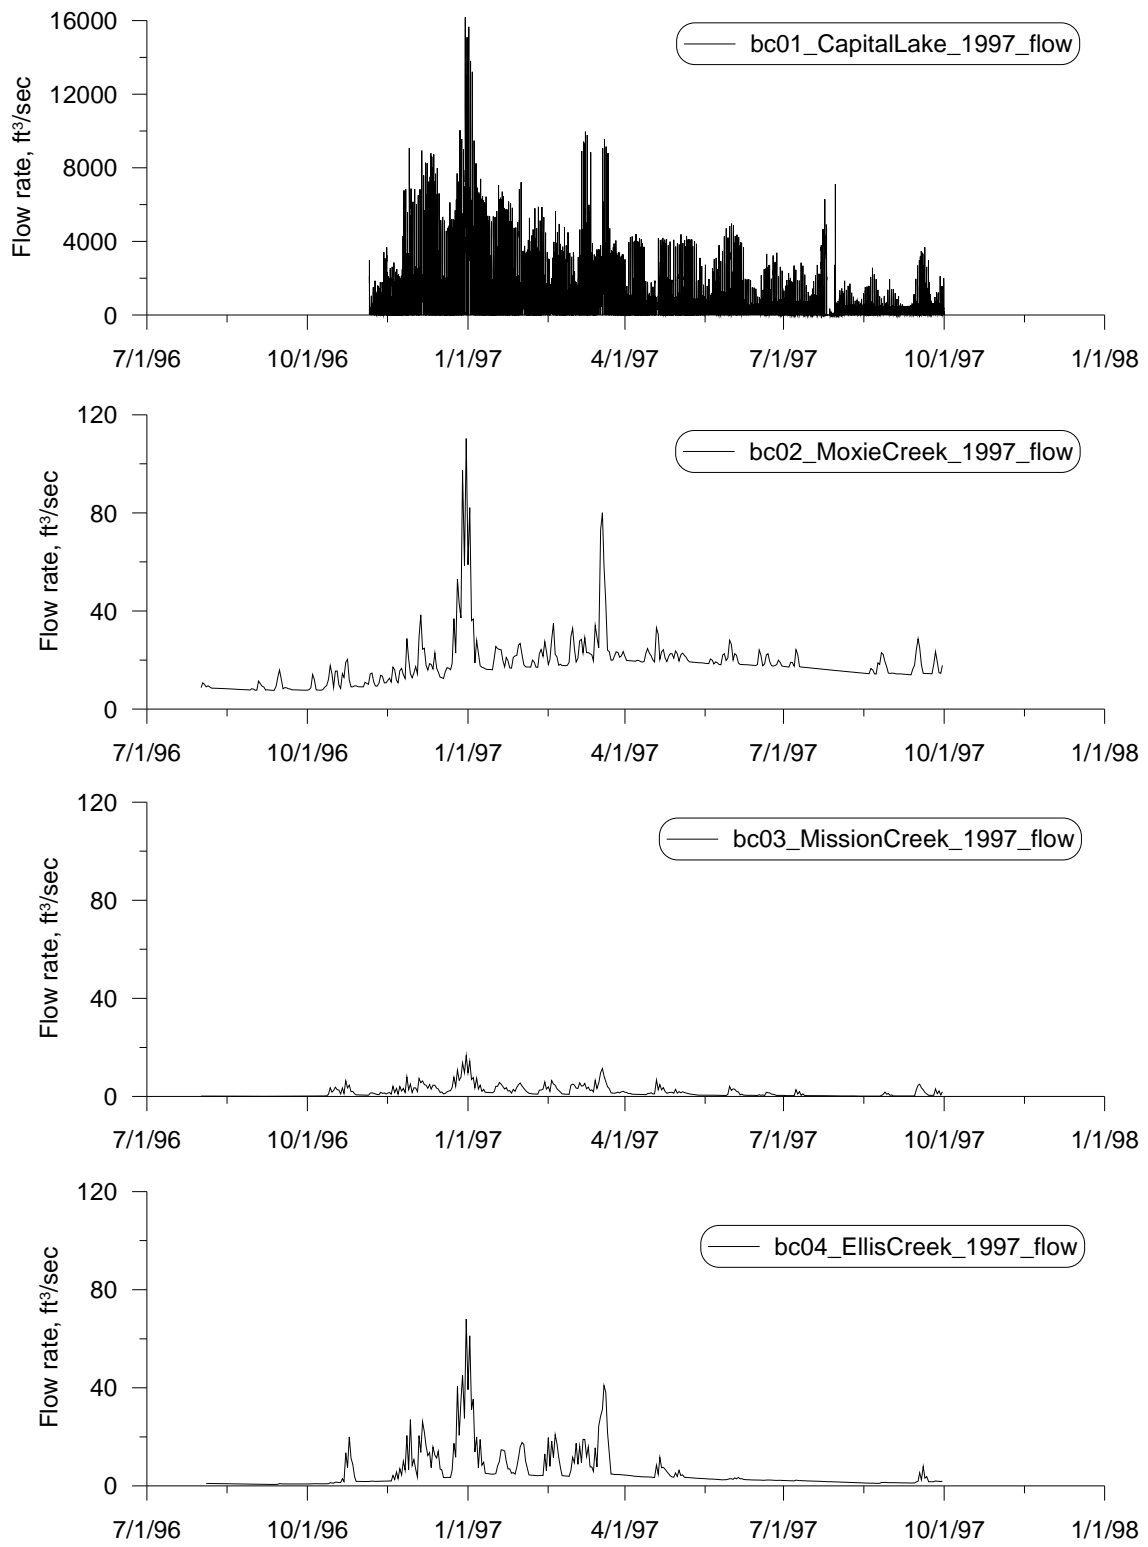 16000
bc01_CapitalLake_1997_flow
12000
8000
4000
0
Flow rate, ft³/sec
7/1/96 10/1/96 1/1/97 4/1/97 7/1/97 10/1/97 1/1/98
120
bc02_MoxieCreek_1997_flow
80
40
0
Flow rate, ft³/sec
7/1/96 10/1/96 1/1/97 4/1/97 7/1/97 10/1/97 1/1/98
120
bc03_MissionCreek_1997_flow
80
40
0
Flow rate, ft³/sec
7/1/96 10/1/96 1/1/97 4/1/97 7/1/97 10/1/97 1/1/98
120
bc04_EllisCreek_1997_flow
80
40
0
Flow rate, ft³/sec
7/1/96 10/1/96 1/1/97 4/1/97 7/1/97 10/1/97 1/1/98